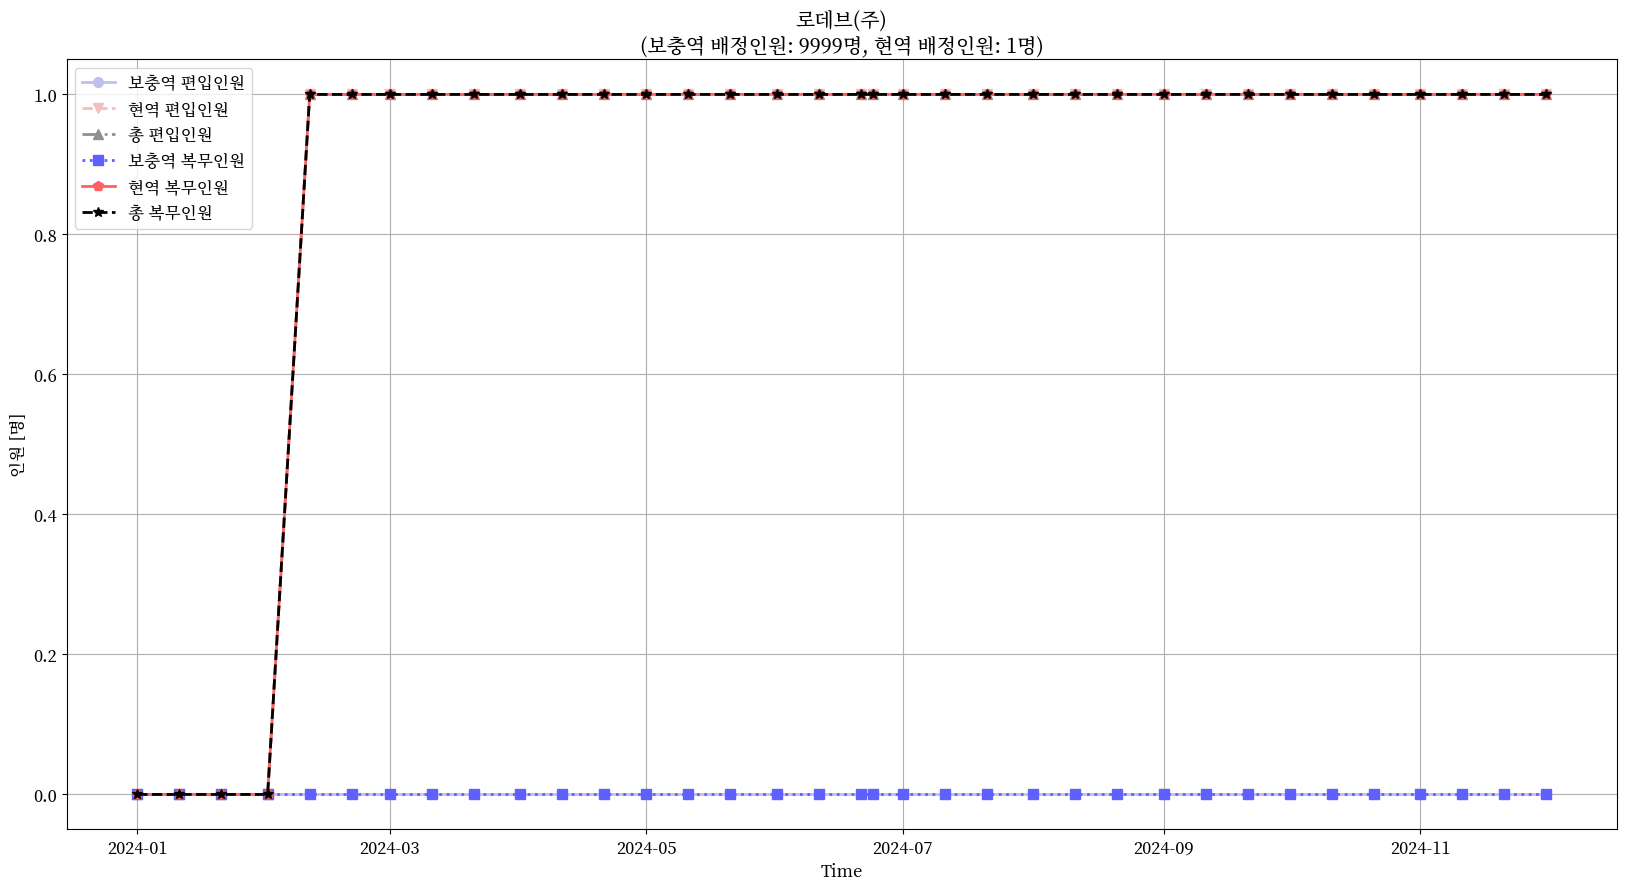 로데브(주)
(보충역 배정인원: 9999명, 현역 배정인원: 1명)
보충역 편입인원
현역 편입인원
총 편입인원
보충역 복무인원
현역 복무인원
총 복무인원
인원 [명]
1.0
0.8
0.6
0.4
0.2
0.0
2024-01
2024-03
2024-05
2024-07
2024-09
2024-11
Time